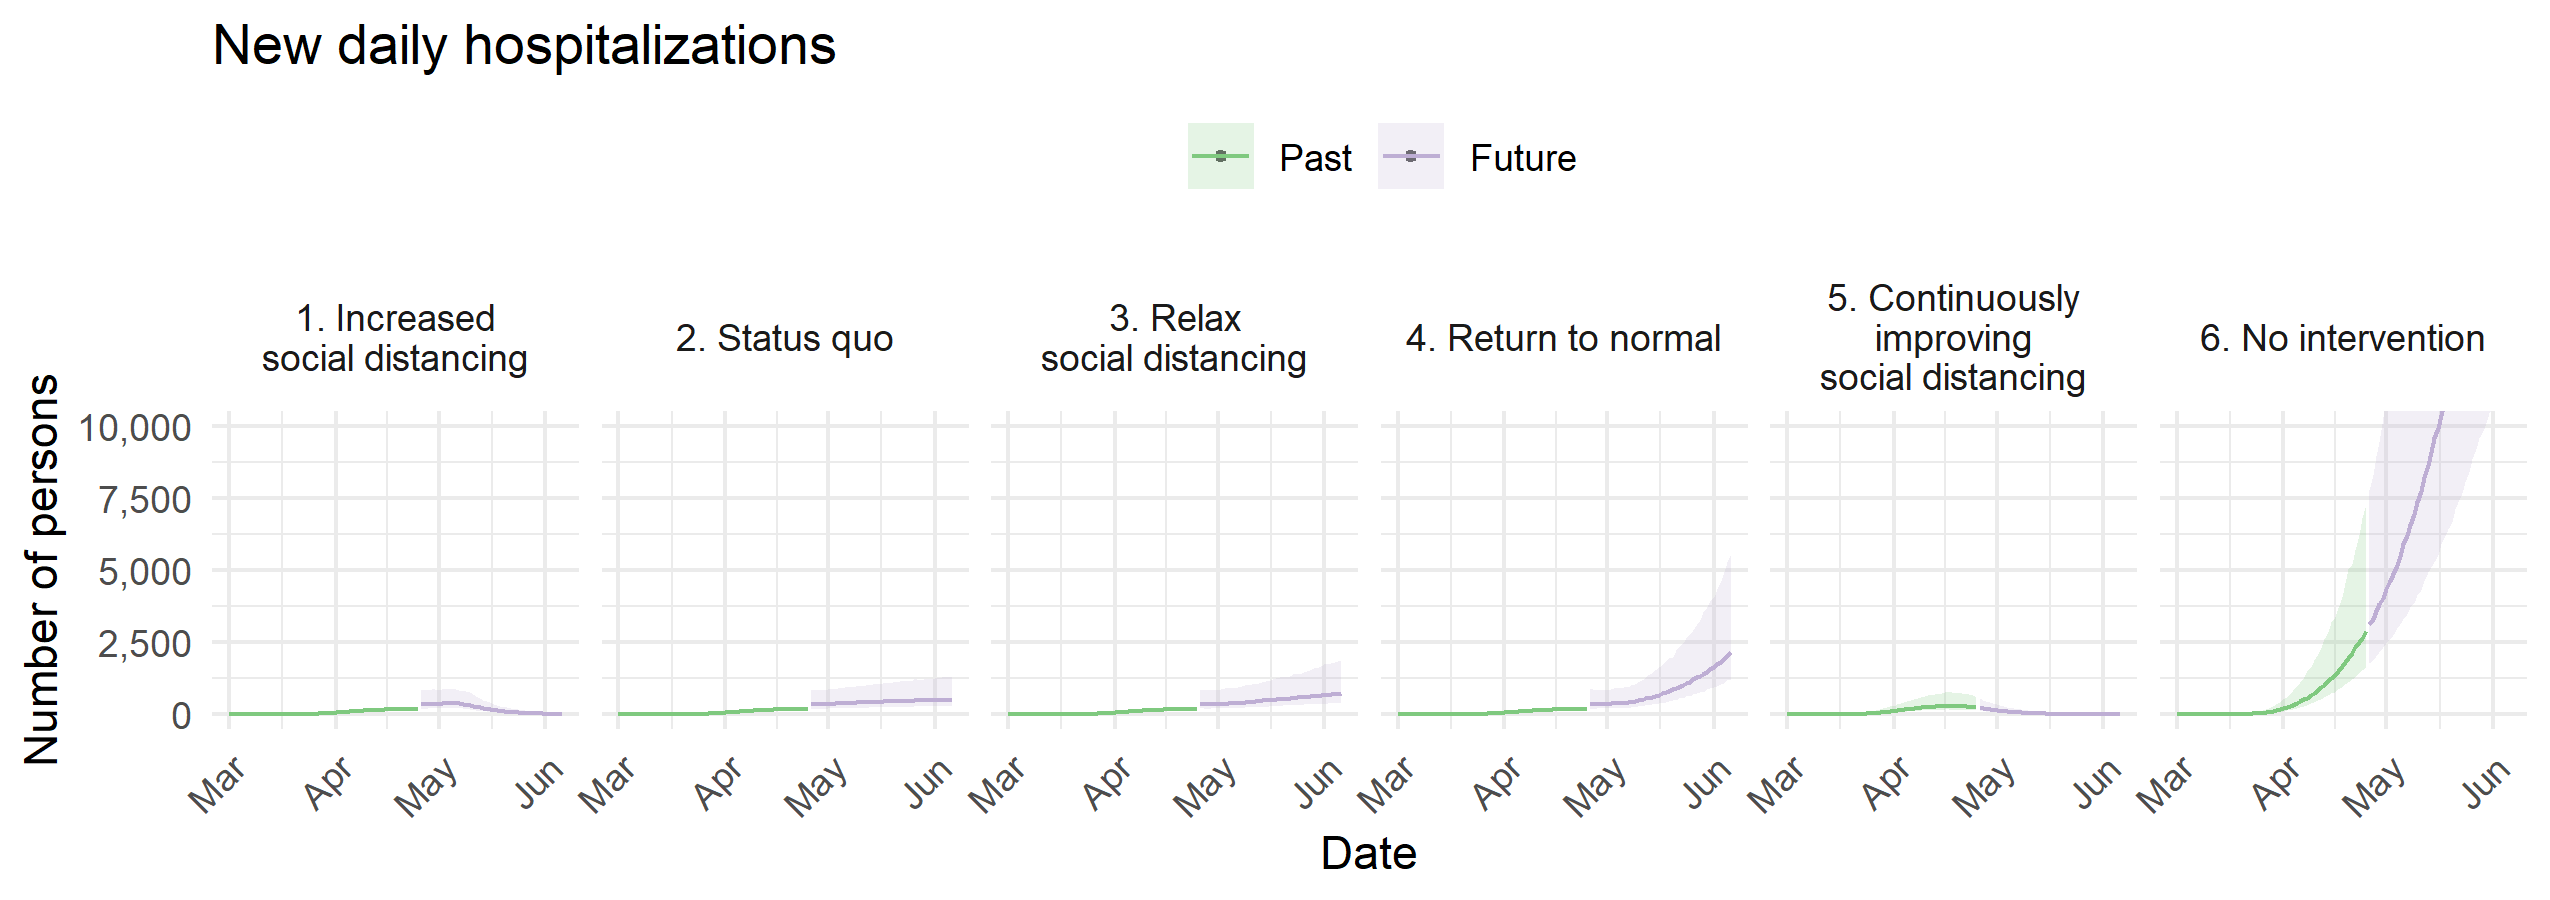 New daily hospitalizations
Past
Future
1. Increased
social distancing
2. Status quo
3. Relax
social distancing
4. Return to normal
5. Continuously
improving
social distancing
6. No intervention
Number of persons
10,000
7,500
5,000
2,500
0
Mar
Apr
May
Jun
Mar
Apr
May
Jun
Mar
Apr
May
Jun
Mar
Apr
May
Jun
Mar
Apr
May
Jun
Mar
Apr
May
Jun
Date